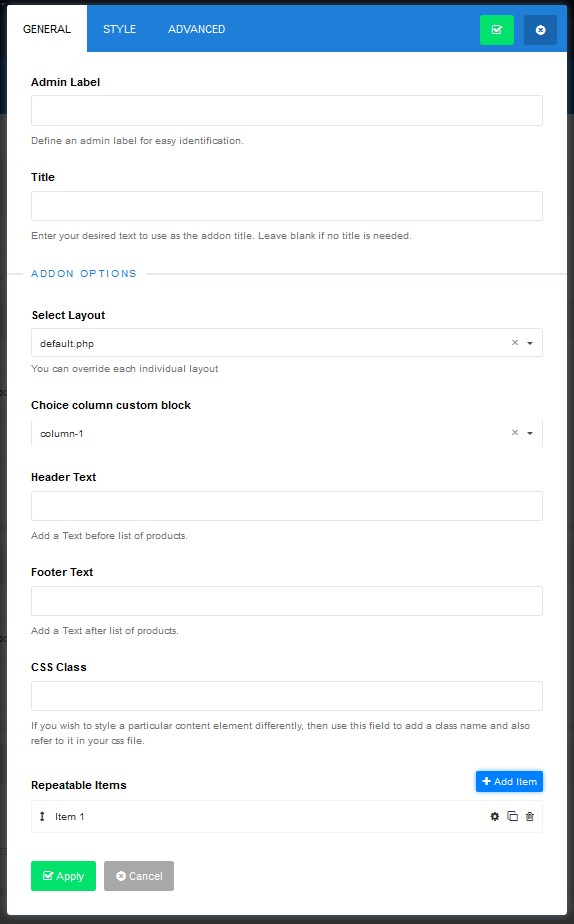 GENERAL STYLE ADVANCED
Admin Label
Define an admin label for easy identification.
Title
Enter your desired text to use as the addon title. Leave blank if no title is needed.
ADDON OPTIONS
Select Layout
default.php
You can override each individual layout
Choice column custom block
column-1
Header Text
Add a Text before list of products.
Footer Text
Add a Text after list of products.
CSS Class
If you wish to style a particular content element differently, then use this field to add a class name and also
refer to it in your css file.
Repeatable Items
Add Item
Item 1
Apply Cancel